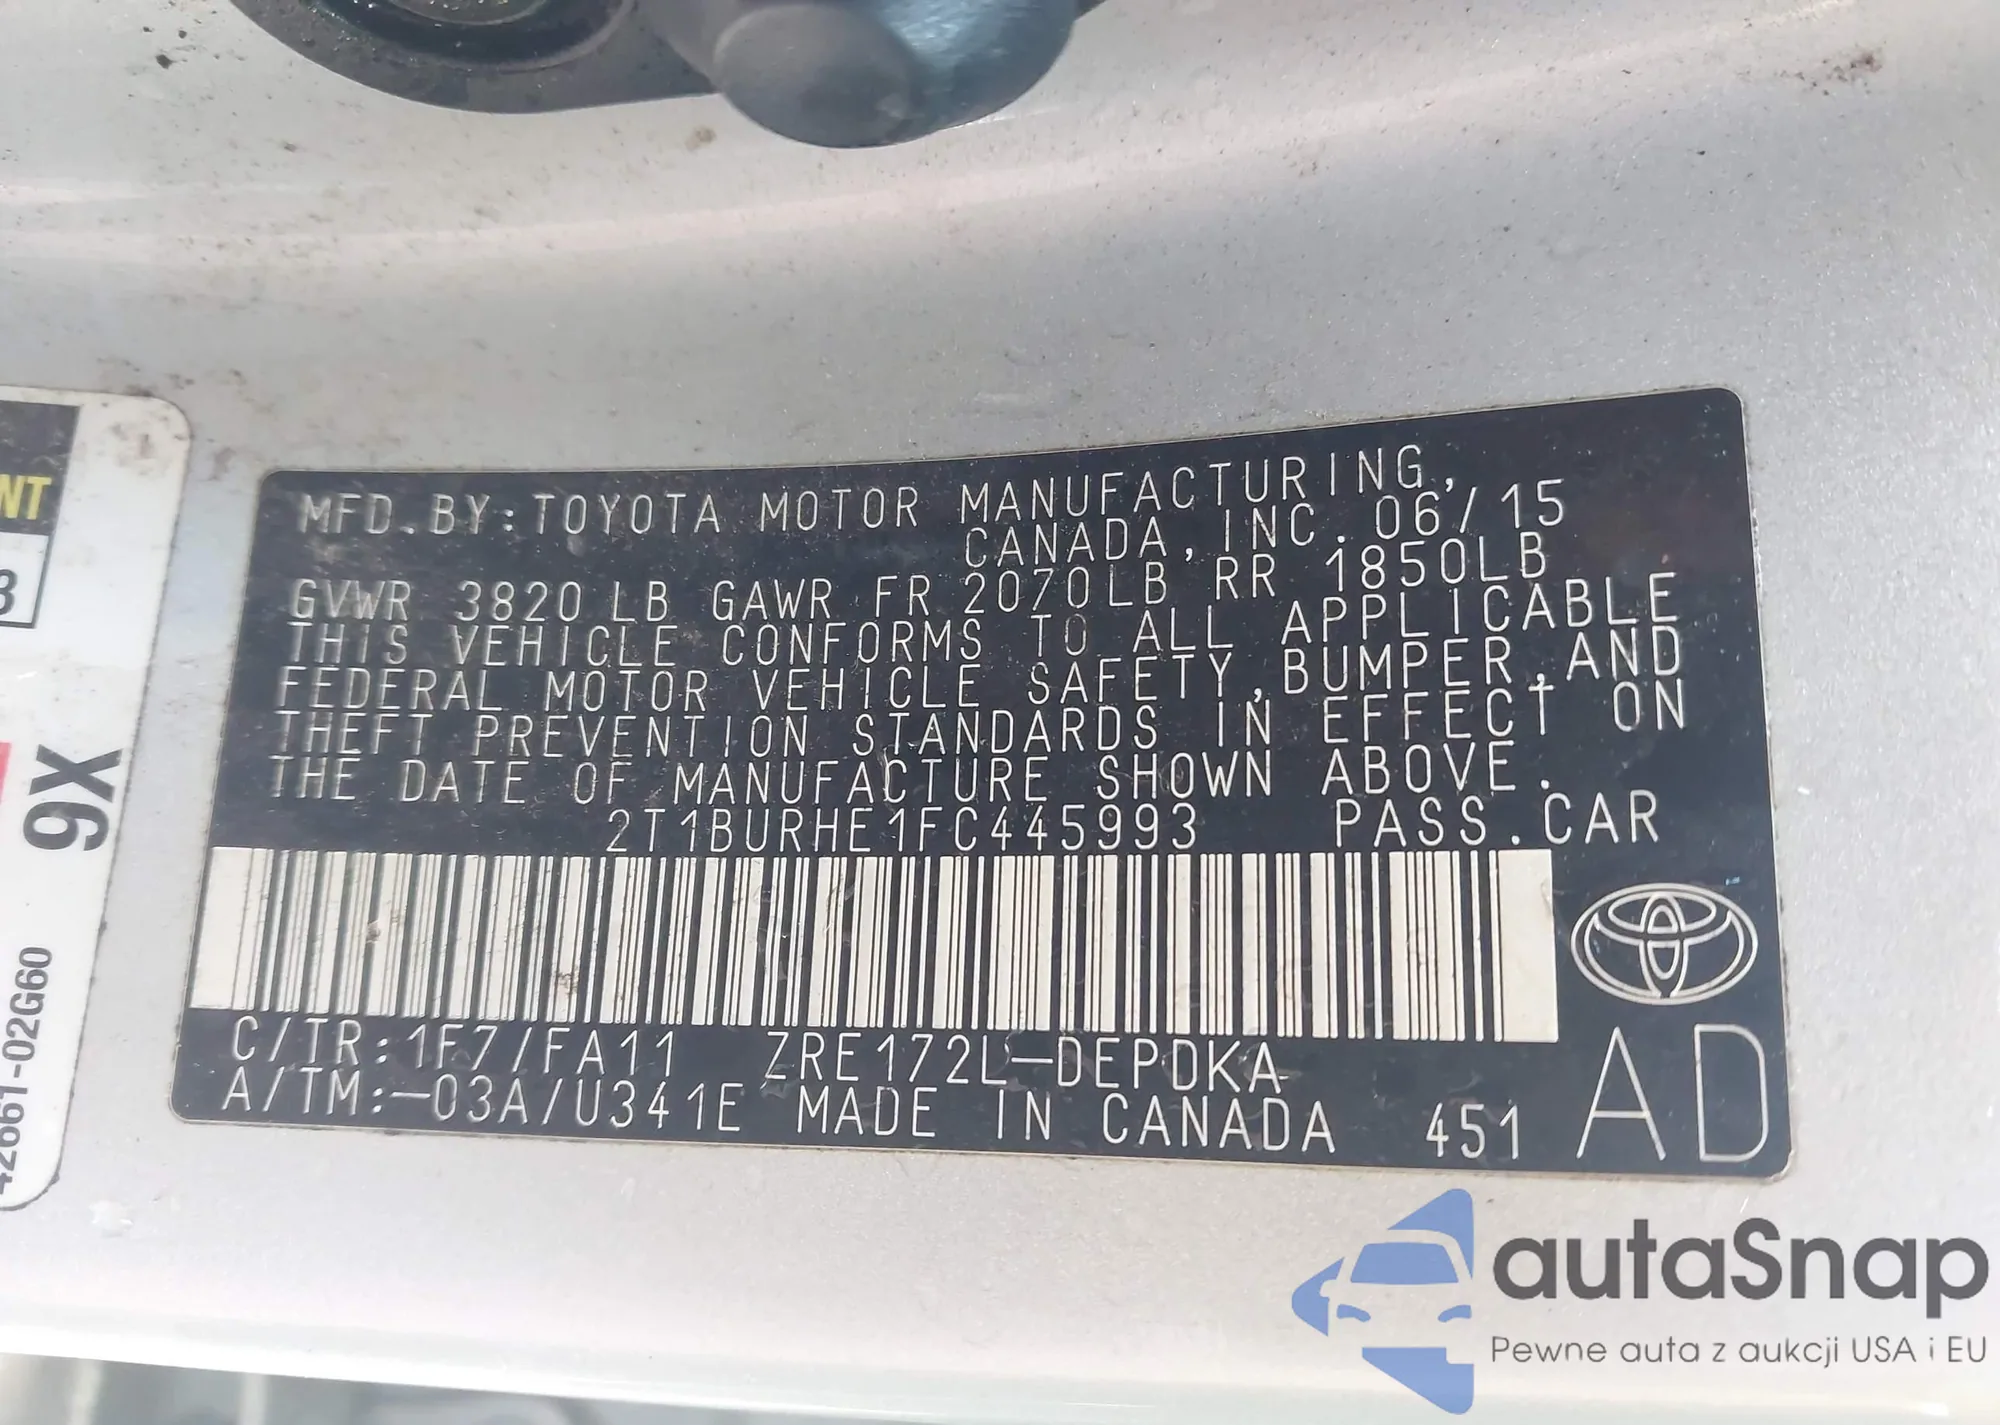 MFD.BY:TOYOTA MOTOR MANUFACTURING,
CANADA, INC. 06/15
GVWR 3820 LB GAWR FR 2070LB RR 1850LB
THIS VEHICLE CONFORMS TO ALL APPLICABLE
FEDERAL MOTOR VEHICLE SAFETY,BUMPER,AND
THEFT PREVENTION STANDARDS IN EFFECT ON
THE DATE OF MANUFACTURE SHOWN ABOVE.
2T1BURHE1FC445993 PASS.CAR
C/TR:1F7/FA11 ZRE172L-DEPDKA
A/TM:-03A/U341E MADE IN CANADA 451
AD
NT
3
9X
42661-02G60
autaSnap
Pewne auta z aukcji USA i EU